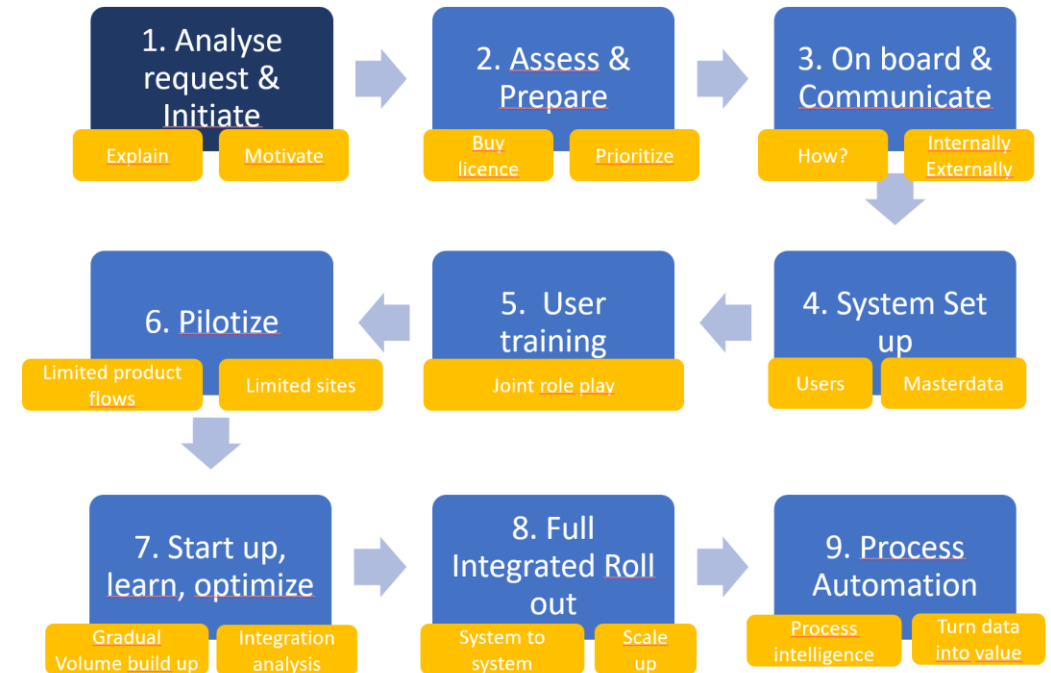 1. Analyse
request &
Initiate
Explain
Motivate
2. Assess &
Prepare
Buy
licence
Prioritize
3. On board &
Communicate
How?
Internally
Externally
4. System Set
up
Users
Masterdata
5. User
training
Joint role play
6. Pilotize
Limited product
flows
Limited sites
7. Start up,
learn, optimize
Gradual
Volume build up
Integration
analysis
8. Full
Integrated Roll
out
System to
system
Scale
up
9. Process
Automation
Process
intelligence
Turn data
into value